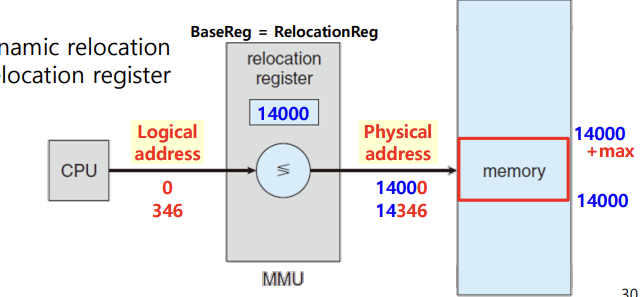 namic relocation
elocation register
BaseReg = RelocationReg
relocation
register
14000
Logical
address
0
346
CPU
≶
MMU
Physical
address
14000
14346
memory
14000
+max
14000
30